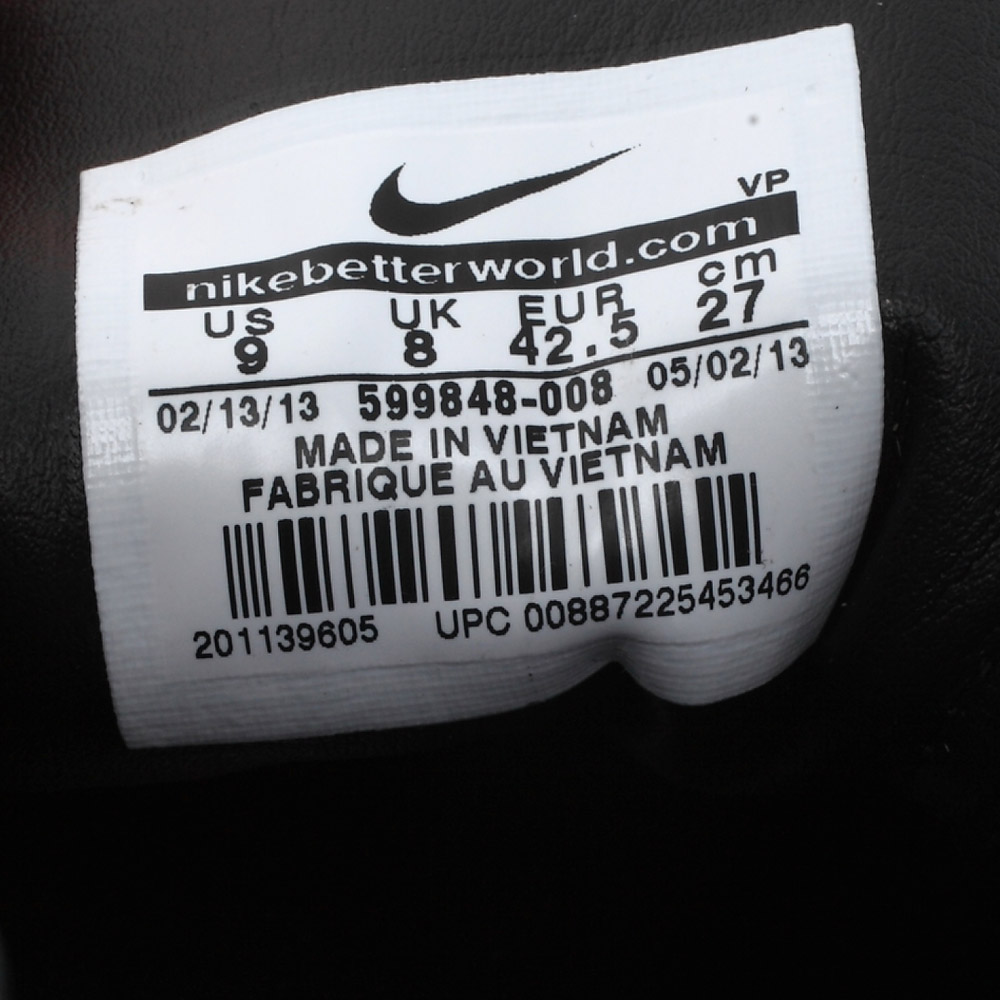 VP
nikebetterworld.com
US UK EUR cm
9 8 42.5 27
02/13/13 599848-008 05/02/13
MADE IN VIETNAM
FABRIQUE AU VIETNAM
201139605 UPC 00887225453466